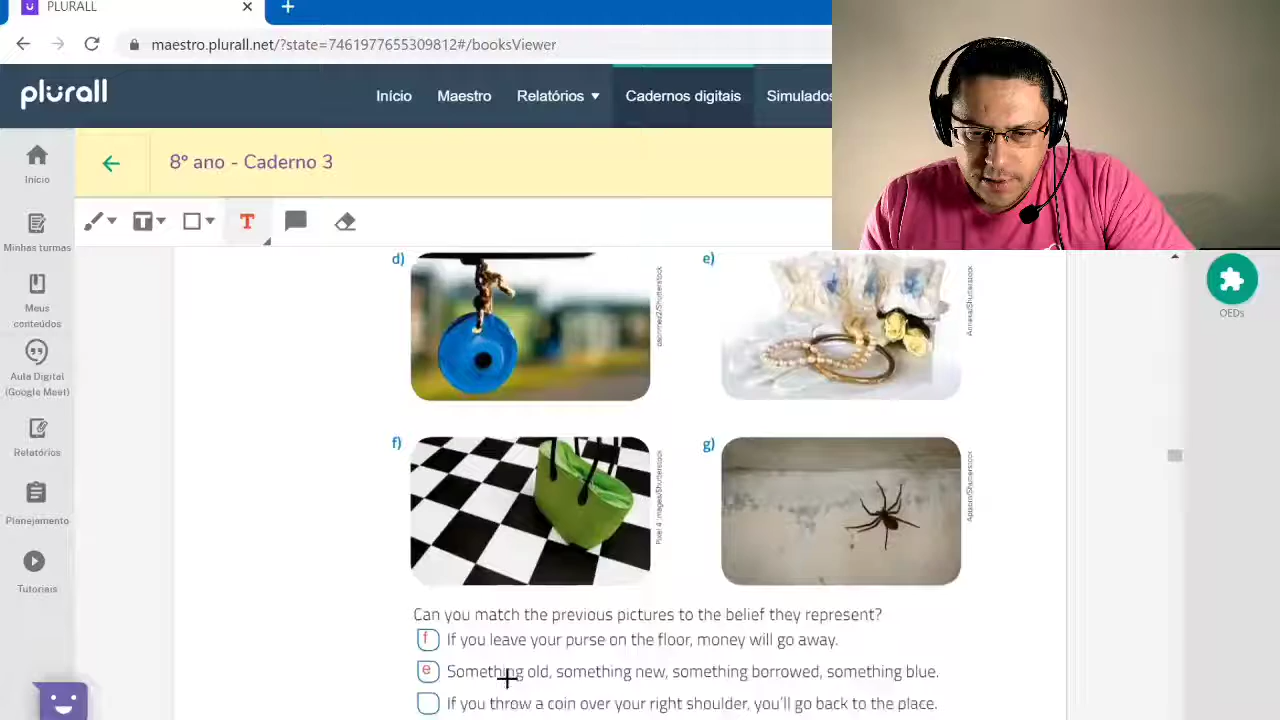 PLURALL
maestro.plurall.net/?state=7461977655309812#/booksViewer
plurall
Início
Maestro
Relatórios
Cadernos digitais
Simulados
Início
8º ano - Caderno 3
Minhas turmas
Meus conteúdos
Aula Digital (Google Meet)
Relatórios
Planejamento
Tutoriais
OEDs
d)
e)
f)
g)
Can you match the previous pictures to the belief they represent?
f If you leave your purse on the floor, money will go away.
e Something old, something new, something borrowed, something blue.
If you throw a coin over your right shoulder, you'll go back to the place.